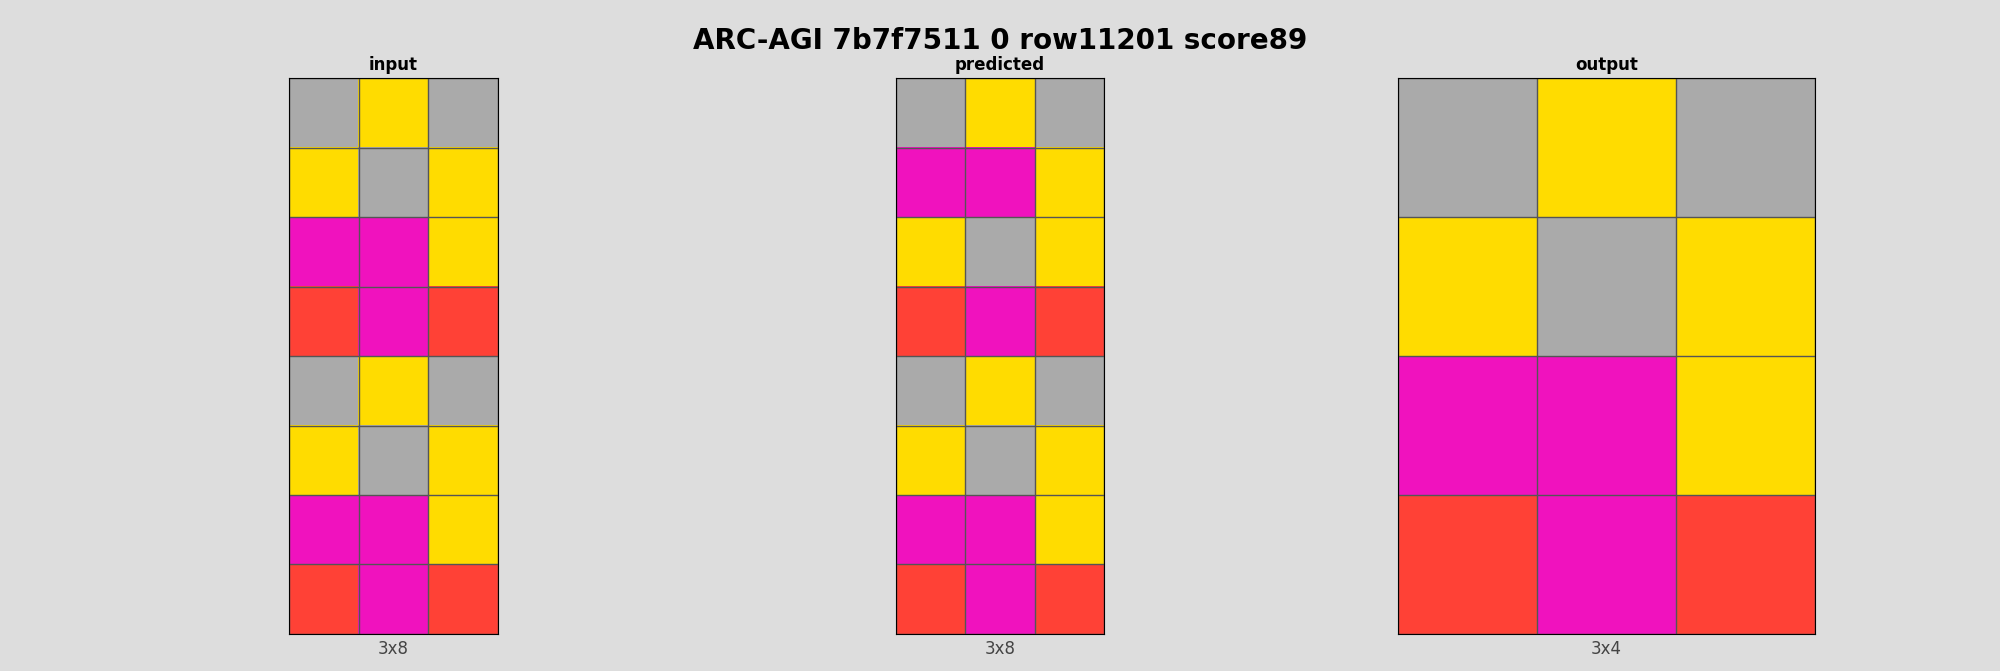 ARC-AGI 7b7f7511 0 row11201 score89
input
predicted
output
3x8
3x8
3x4